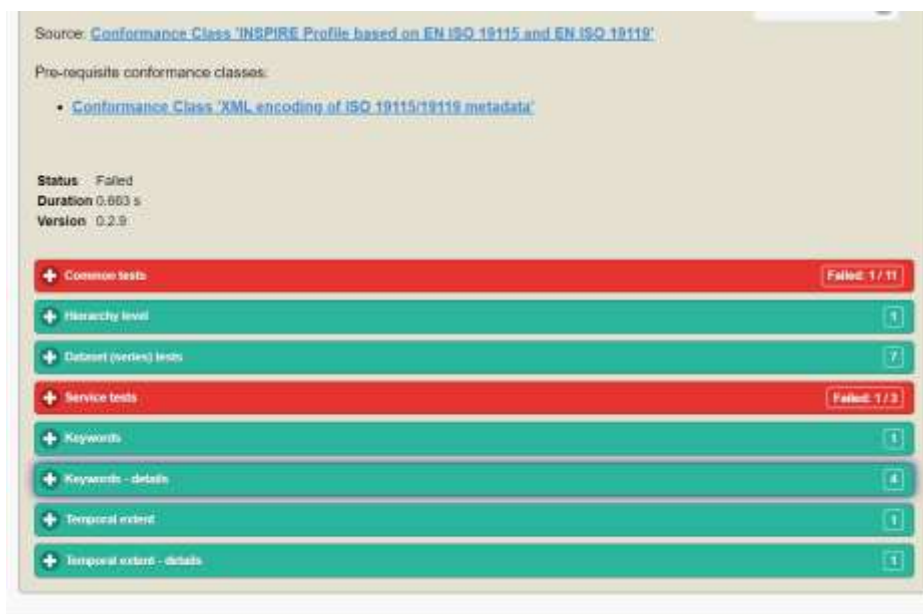 Source: Conformance Class 'INSPIRE Profile based on EN ISO 19115 and EN ISO 19119'
Pre-requisite conformance classes:
• Conformance Class 'XML encoding of ISO 19115/19119 metadata'
Status Failed
Duration 0.663 s
Version 0.2.9
Common tests Failed: 1 / 11
Hierarchy level 1
Dataset (series) tests 7
Service tests Failed: 1 / 3
Keywords 1
Keywords - details 4
Temporal extent 1
Temporal extent - details 1